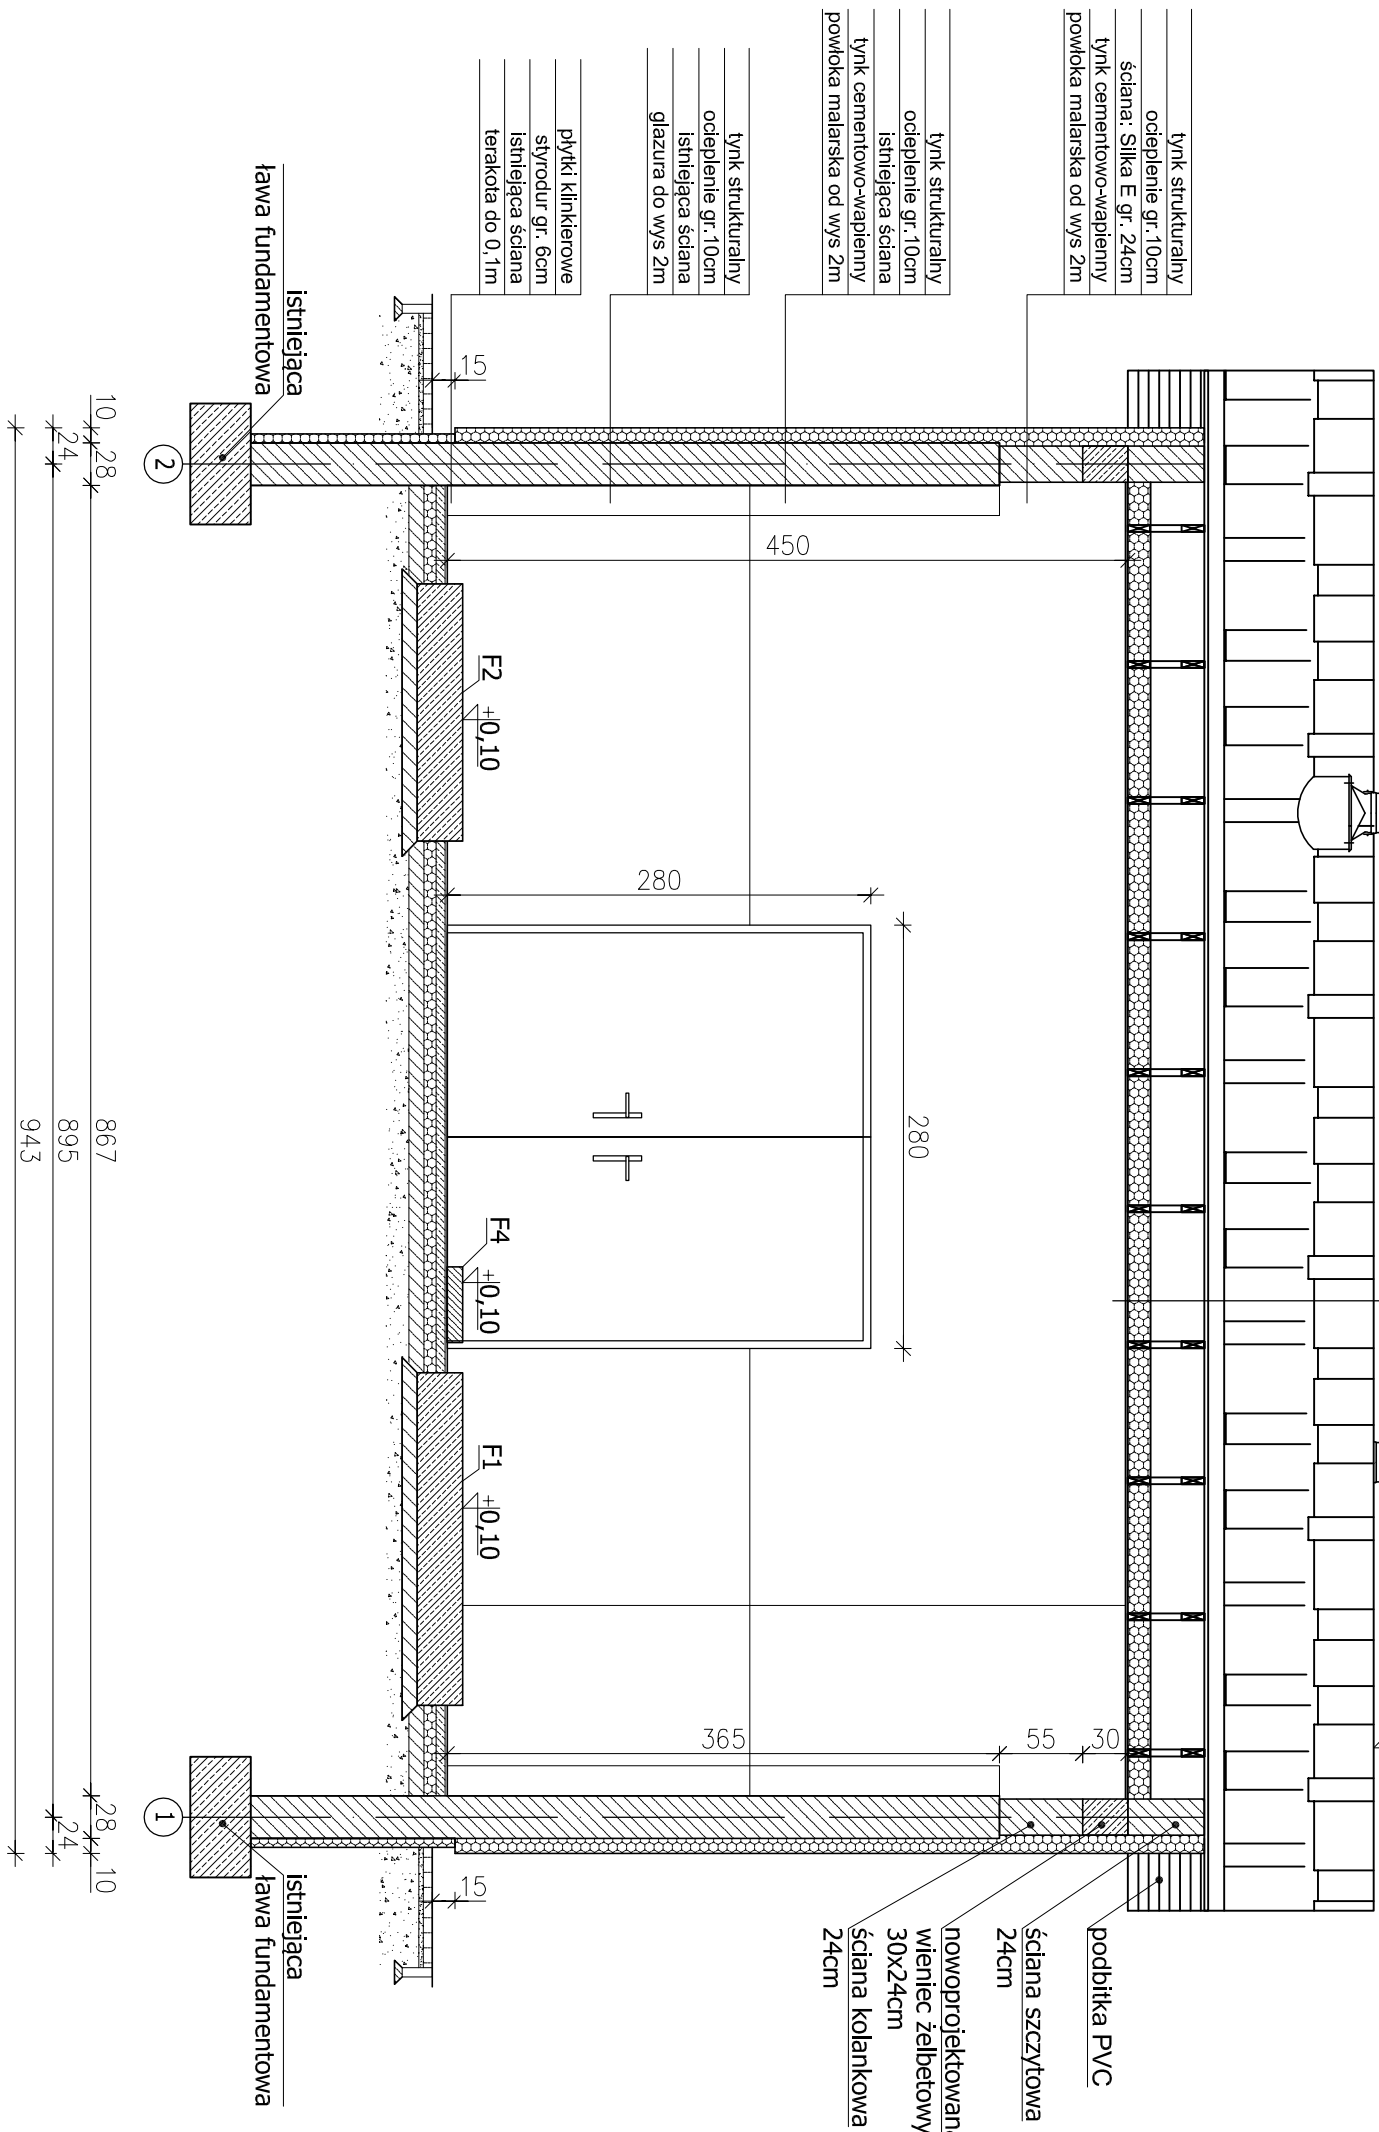 tynk strukturalny
ocieplenie gr.10cm
ściana: Silka E gr. 24cm
tynk cementowo-wapienny
powłoka malarska od wys 2m
tynk strukturalny
ocieplenie gr.10cm
istniejąca ściana
tynk cementowo-wapienny
powłoka malarska od wys 2m
tynk strukturalny
ocieplenie gr.10cm
istniejąca ściana
glazura do wys 2m
płytki klinkierowe
styrodur gr. 6cm
istniejąca ściana
terakota do 0,1m
istniejąca
ława fundamentowa
15
450
280
280
F2
+0,10
F4
+0,10
F1
+0,10
365
55
30
15
podbitka PVC
ściana szczytowa
24cm
nowoprojektowan
wieniec żelbetowy
30x24cm
ściana kolankowa
24cm
istniejąca
ława fundamentowa
2
1
10
28
867
28
10
24
895
24
943